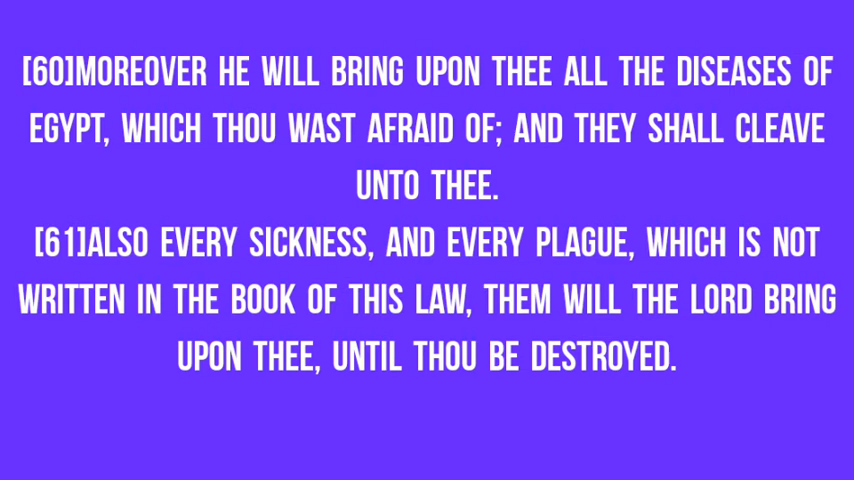 [60]MOREOVER HE WILL BRING UPON THEE ALL THE DISEASES OF
EGYPT, WHICH THOU WAST AFRAID OF; AND THEY SHALL CLEAVE
UNTO THEE.
[61]ALSO EVERY SICKNESS, AND EVERY PLAGUE, WHICH IS NOT
WRITTEN IN THE BOOK OF THIS LAW, THEM WILL THE LORD BRING
UPON THEE, UNTIL THOU BE DESTROYED.